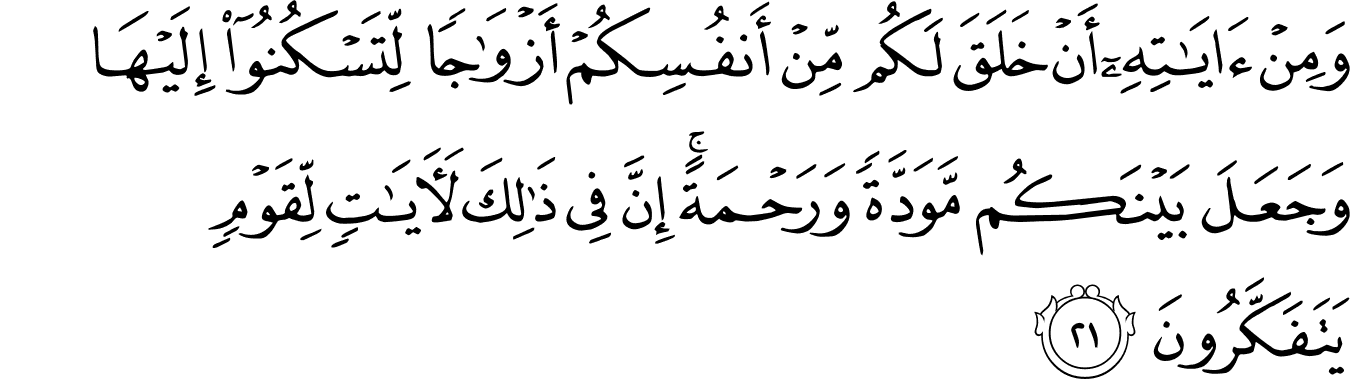 وَمِنْ ءَايَـٰتِهِۦٓ أَنْ خَلَقَ لَكُم مِّنْ أَنفُسِكُمْ أَزْوَٰجًا لِّتَسْكُنُوٓا۟ إِلَيْهَا
وَجَعَلَ بَيْنَكُم مَّوَدَّةً وَرَحْمَةً ۚ إِنَّ فِى ذَٰلِكَ لَـَٔايَـٰتٍ لِّقَوْمٍ
يَتَفَكَّرُونَ ٢١